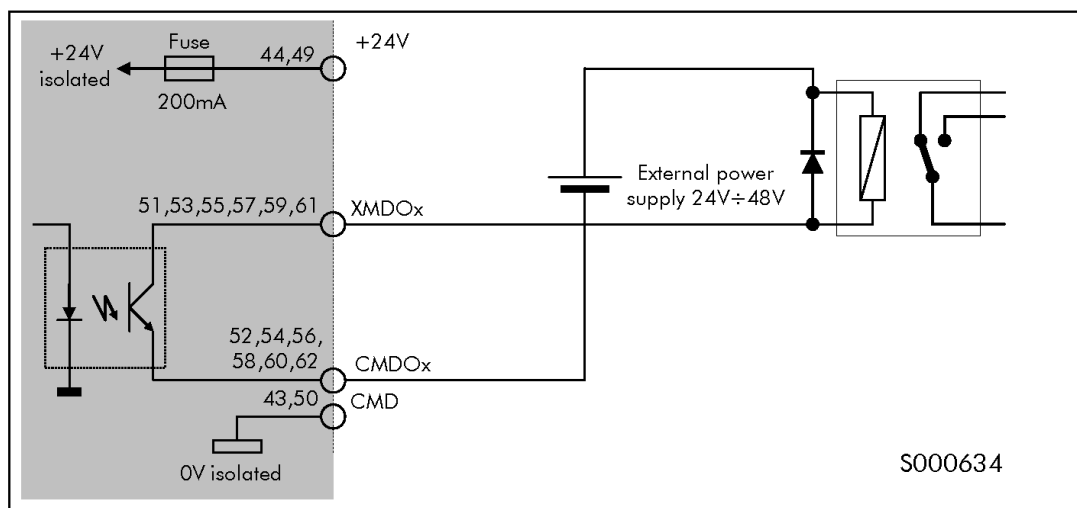 Fuse
+24V
+24V
isolated
44,49
200mA
External power
supply 24V÷48V
51,53,55,57,59,61
XMDOx
52,54,56,
58,60,62
CMDOx
43,50
CMD
0V isolated
S000634